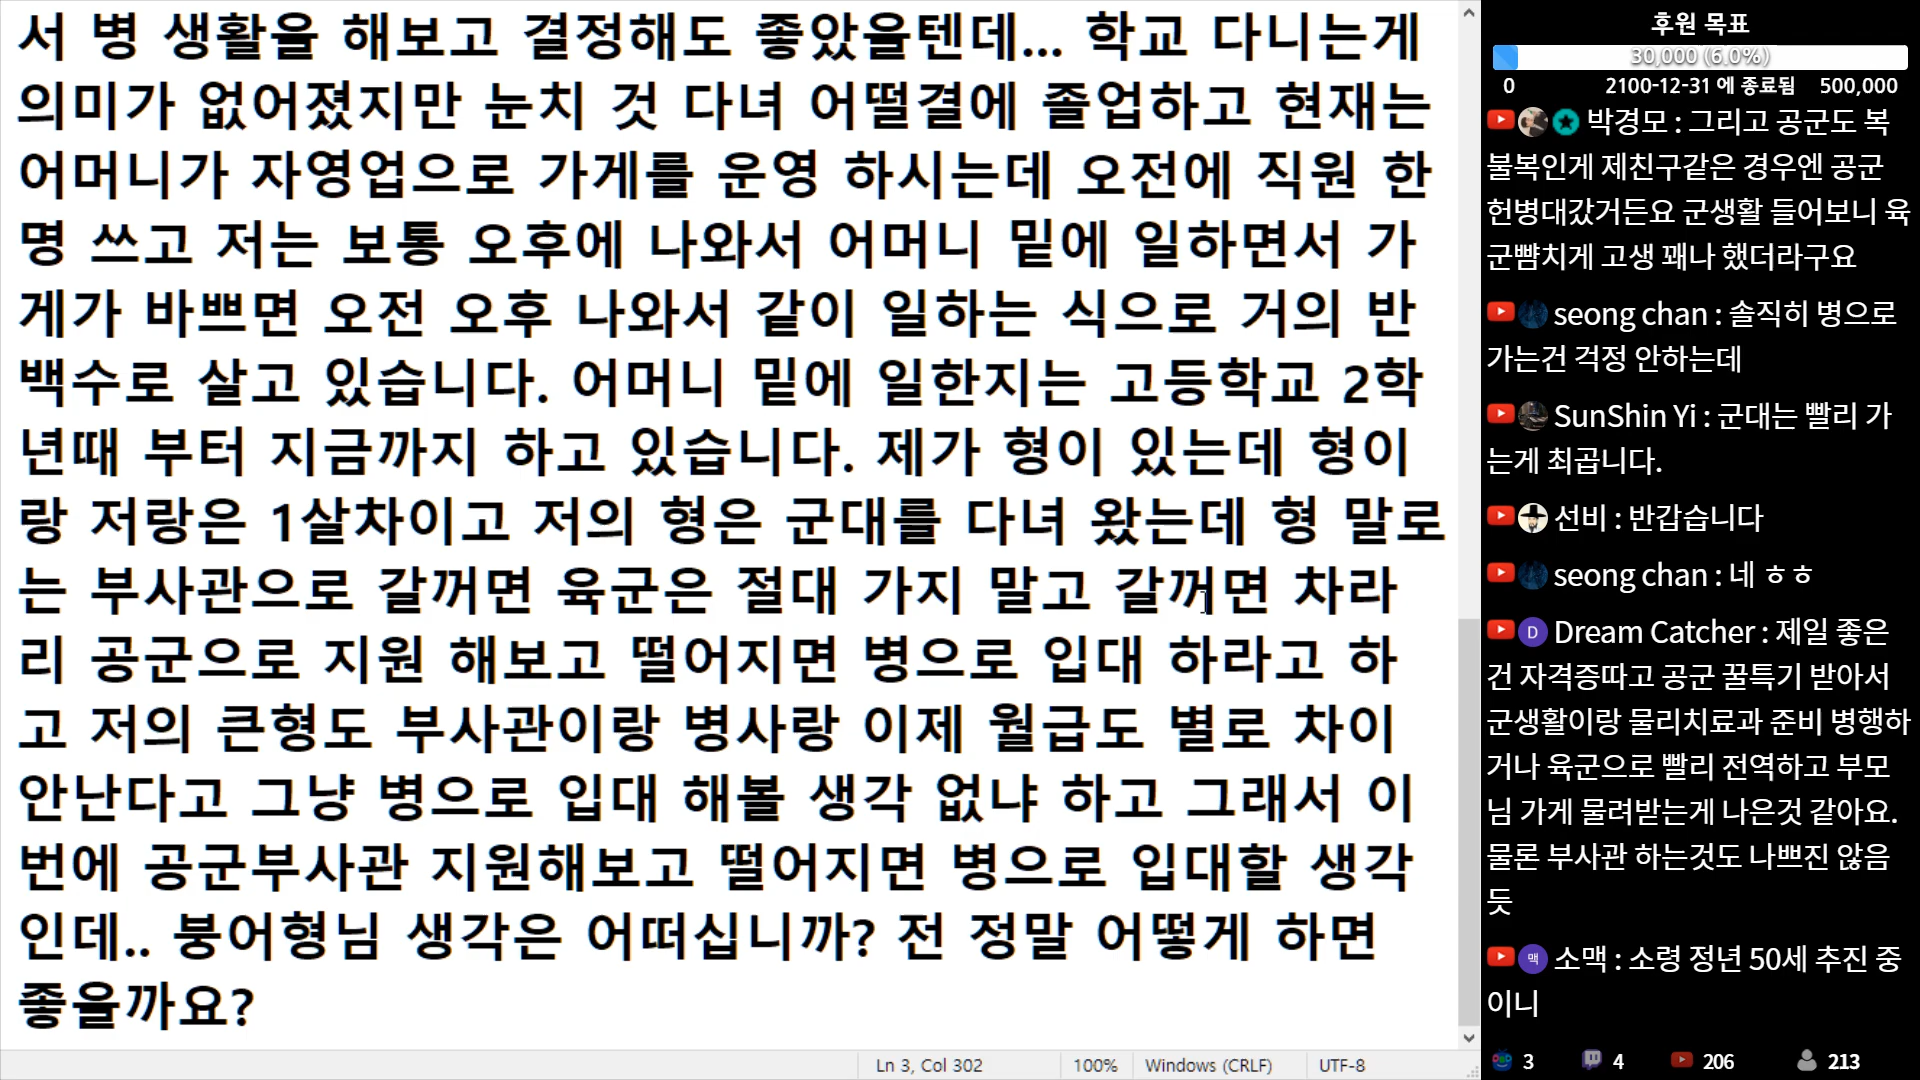 서 병 생활을 해보고 결정해도 좋았을텐데... 학교 다니는게
의미가 없어졌지만 눈치 것 다녀 어떨결에 졸업하고 현재는
어머니가 자영업으로 가게를 운영 하시는데 오전에 직원 한
명 쓰고 저는 보통 오후에 나와서 어머니 밑에 일하면서 가
게가 바쁘면 오전 오후 나와서 같이 일하는 식으로 거의 반
백수로 살고 있습니다. 어머니 밑에 일한지는 고등학교 2학
년때 부터 지금까지 하고 있습니다. 제가 형이 있는데 형이
랑 저랑은 1살차이고 저의 형은 군대를 다녀 왔는데 형 말로
는 부사관으로 갈꺼면 육군은 절대 가지 말고 갈꺼면 차라
리 공군으로 지원 해보고 떨어지면 병으로 입대 하라고 하
고 저의 큰형도 부사관이랑 병사랑 이제 월급도 별로 차이
안난다고 그냥 병으로 입대 해볼 생각 없냐 하고 그래서 이
번에 공군부사관 지원해보고 떨어지면 병으로 입대할 생각
인데.. 붕어형님 생각은 어떠십니까? 전 정말 어떻게 하면
좋을까요?
Ln 3, Col 302
100%
Windows (CRLF)
UTF-8
후원 목표
30,000 (6.0%)
0 2100-12-31 에 종료됨 500,000
박경모 : 그리고 공군도 복
불복인게 제친구같은 경우엔 공군
헌병대갔거든요 군생활 들어보니 육
군뺨치게 고생 꽤나 했더라구요
seong chan : 솔직히 병으로
가는건 걱정 안하는데
SunShin Yi : 군대는 빨리 가
는게 최곱니다.
선비 : 반갑습니다
seong chan : 네 ㅎㅎ
D Dream Catcher : 제일 좋은
건 자격증따고 공군 꿀특기 받아서
군생활이랑 물리치료과 준비 병행하
거나 육군으로 빨리 전역하고 부모
님 가게 물려받는게 나은것 같아요.
물론 부사관 하는것도 나쁘진 않음
듯
맥 소맥 : 소령 정년 50세 추진 중
이니
3 4 206 213